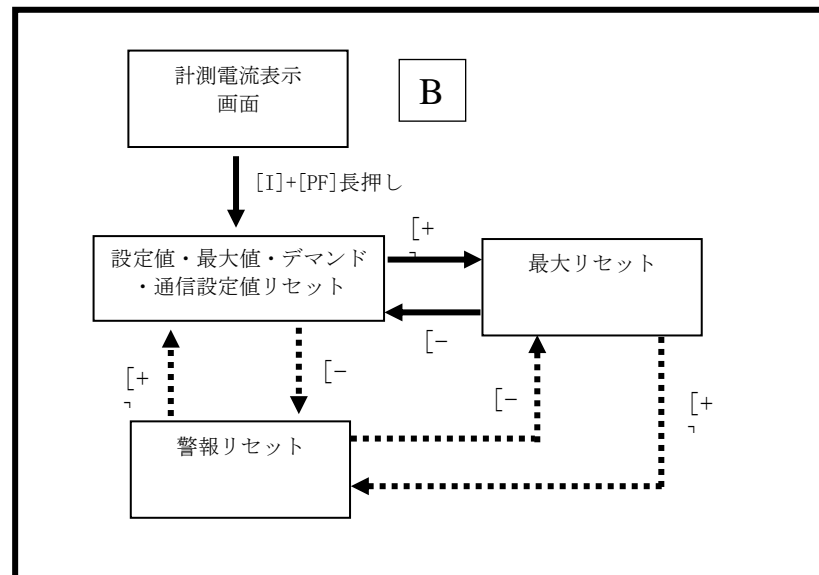 計測電流表示
画面
B
[I]+[PF]長押し
[+
]
設定値・最大値・デマンド
・通信設定値リセット
最大リセット
[-
[+
]
[-
[-
[+
]
警報リセット